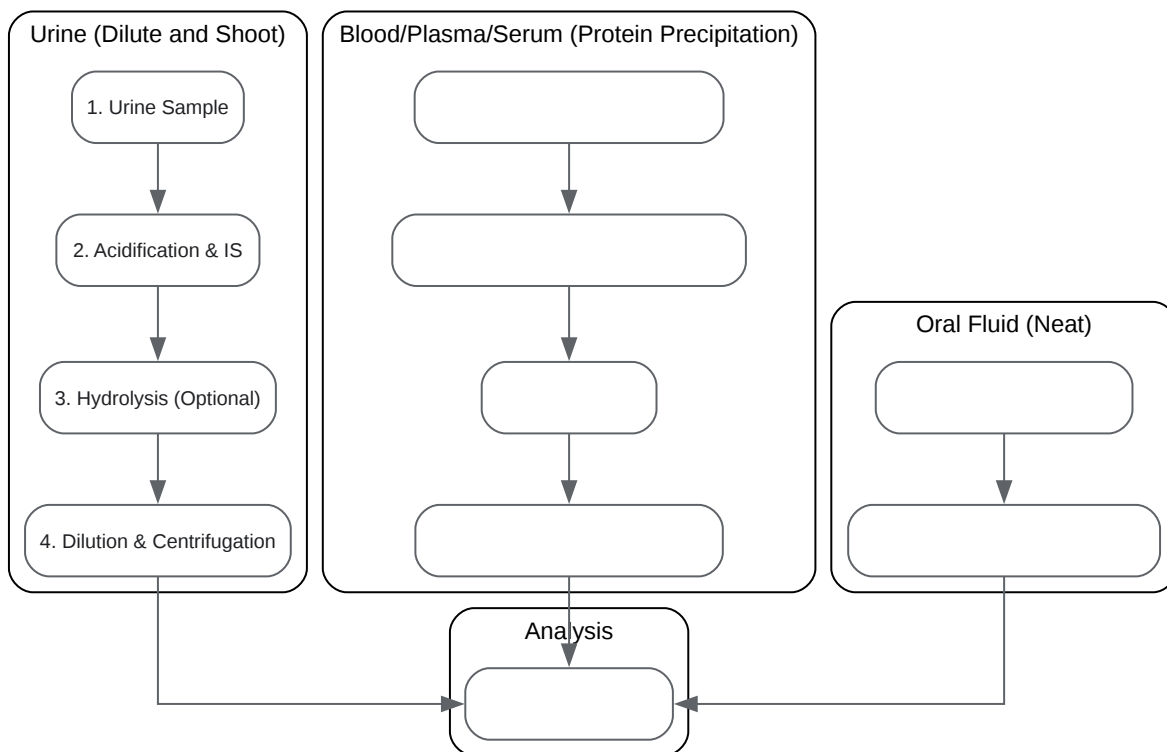 Urine (Dilute and Shoot)
1. Urine Sample
2. Acidification & IS
3. Hydrolysis (Optional)
4. Dilution & Centrifugation
Blood/Plasma/Serum (Protein Precipitation)
Oral Fluid (Neat)
Analysis